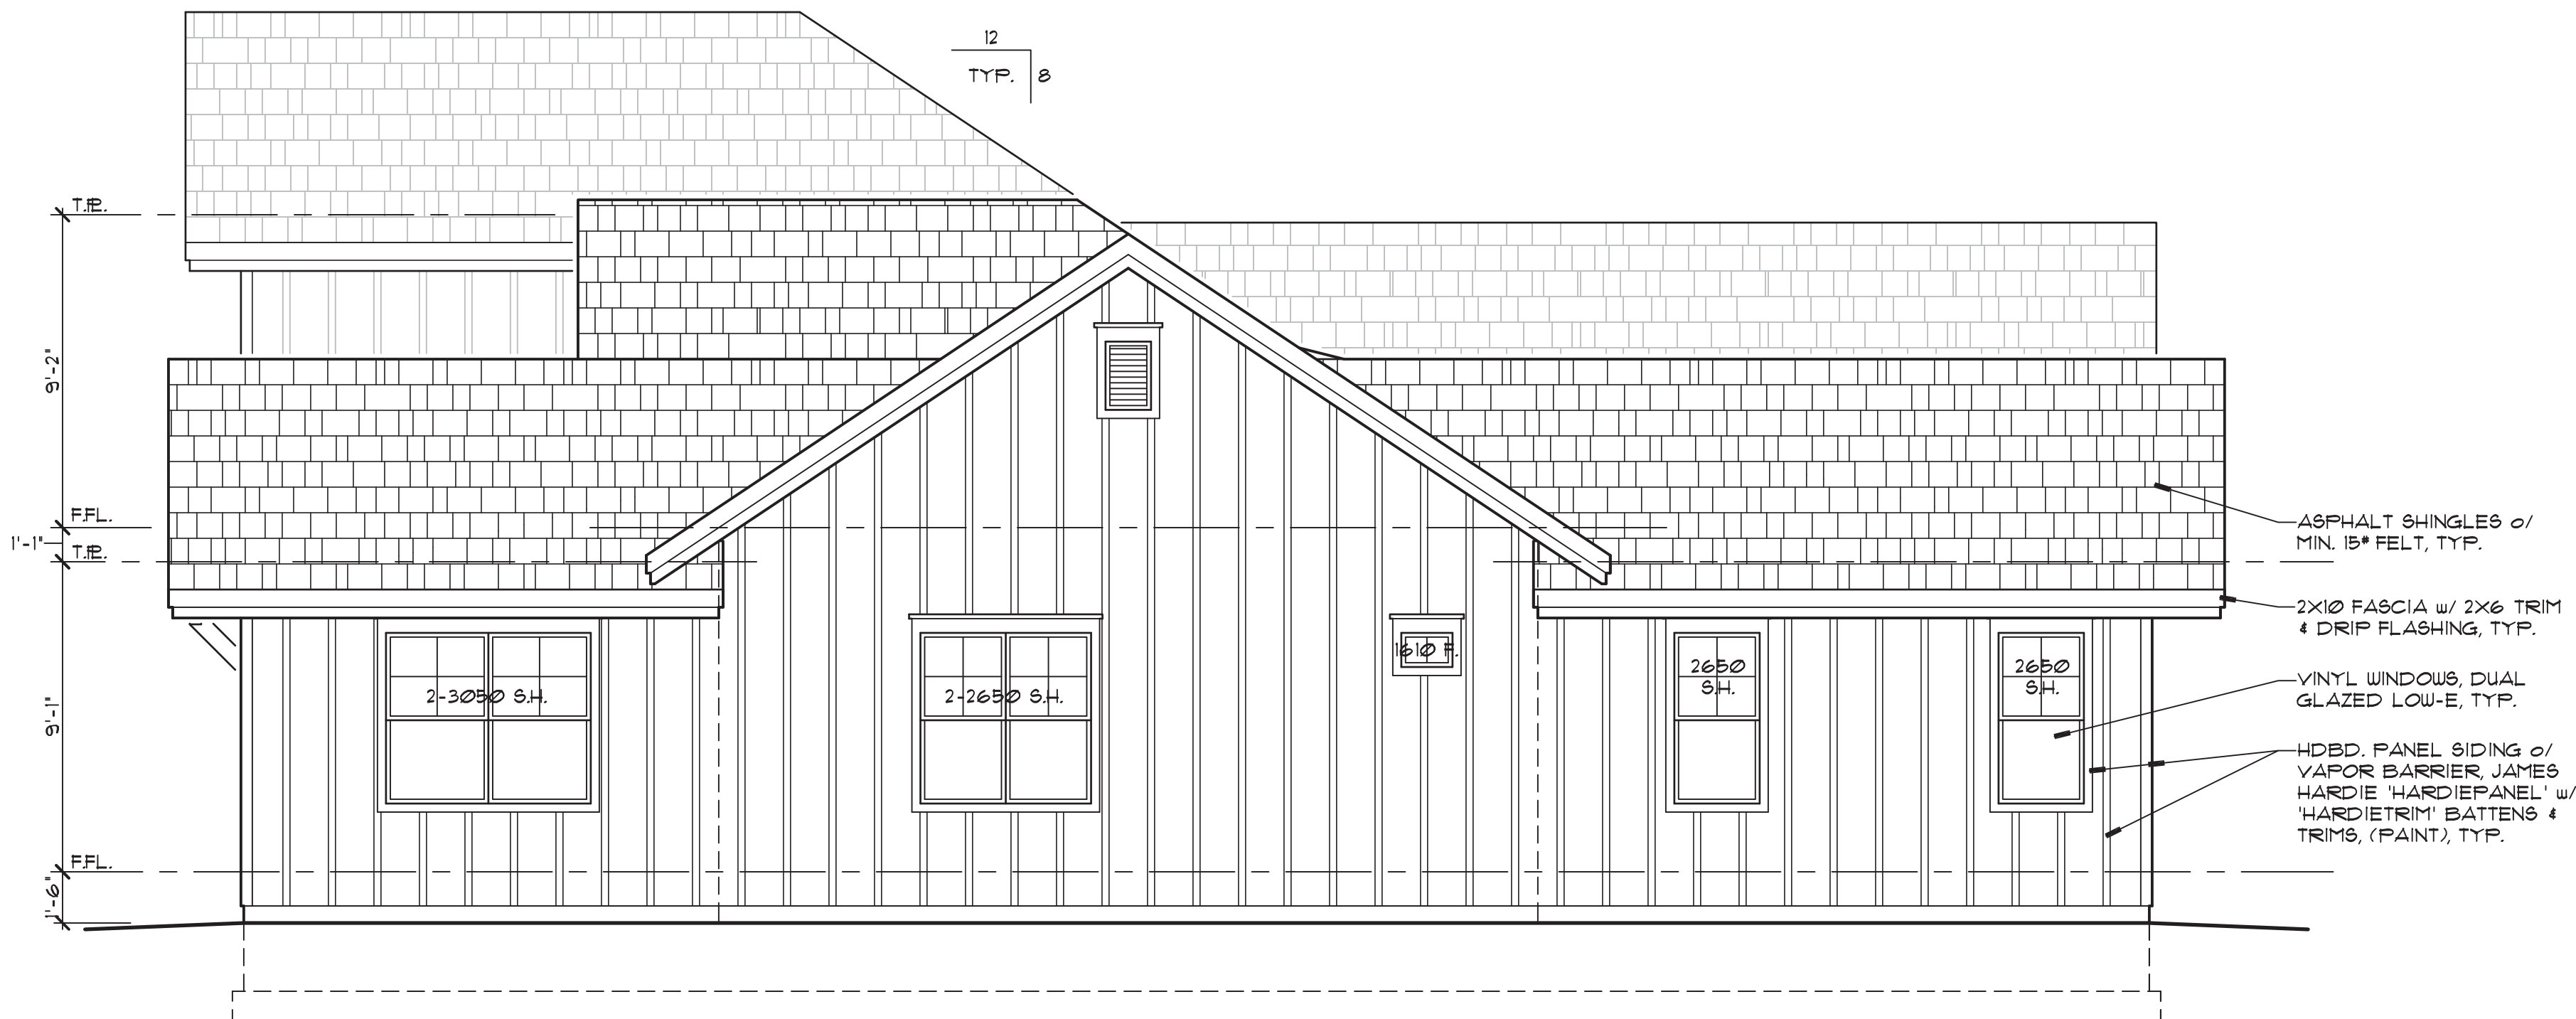 12
TYP. 8
T.P.
9'-2"
F.FL.
1'-1"
T.P.
9'-1"
F.FL.
1'-6"
2-3050 S.H.
2-2650 S.H.
1610 F.
2650
S.H.
2650
S.H.
ASPHALT SHINGLES o/
MIN. 15# FELT, TYP.
2X10 FASCIA w/ 2X6 TRIM
& DRIP FLASHING, TYP.
VINYL WINDOWS, DUAL
GLAZED LOW-E, TYP.
HDBD. PANEL SIDING o/
VAPOR BARRIER, JAMES
HARDIE 'HARDIEPANEL' w/
'HARDIETRIM' BATTENS &
TRIMS, (PAINT), TYP.